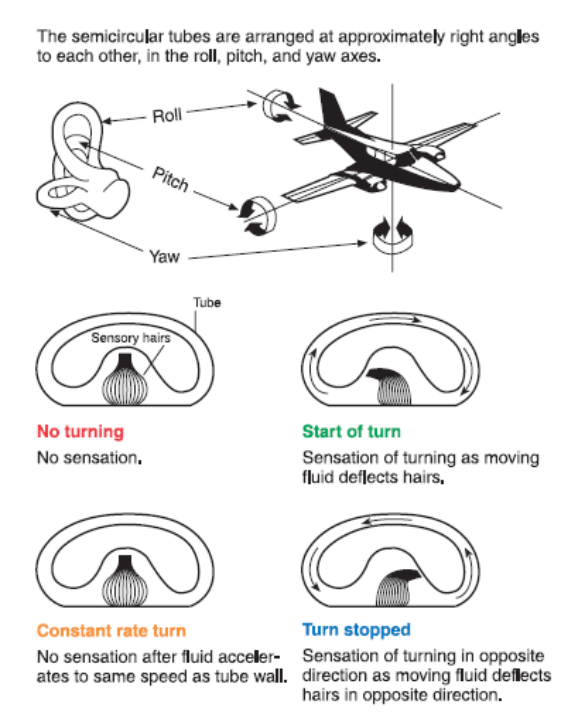 The semicircular tubes are arranged at approximately right angles
to each other, in the roll, pitch, and yaw axes.
Roll
Pitch
Yaw
Tube
Sensory hairs
No turning
No sensation.
Start of turn
Sensation of turning as moving
fluid deflects hairs.
Constant rate turn
No sensation after fluid acceler-
ates to same speed as tube wall.
Turn stopped
Sensation of turning in opposite
direction as moving fluid deflects
hairs in opposite direction.